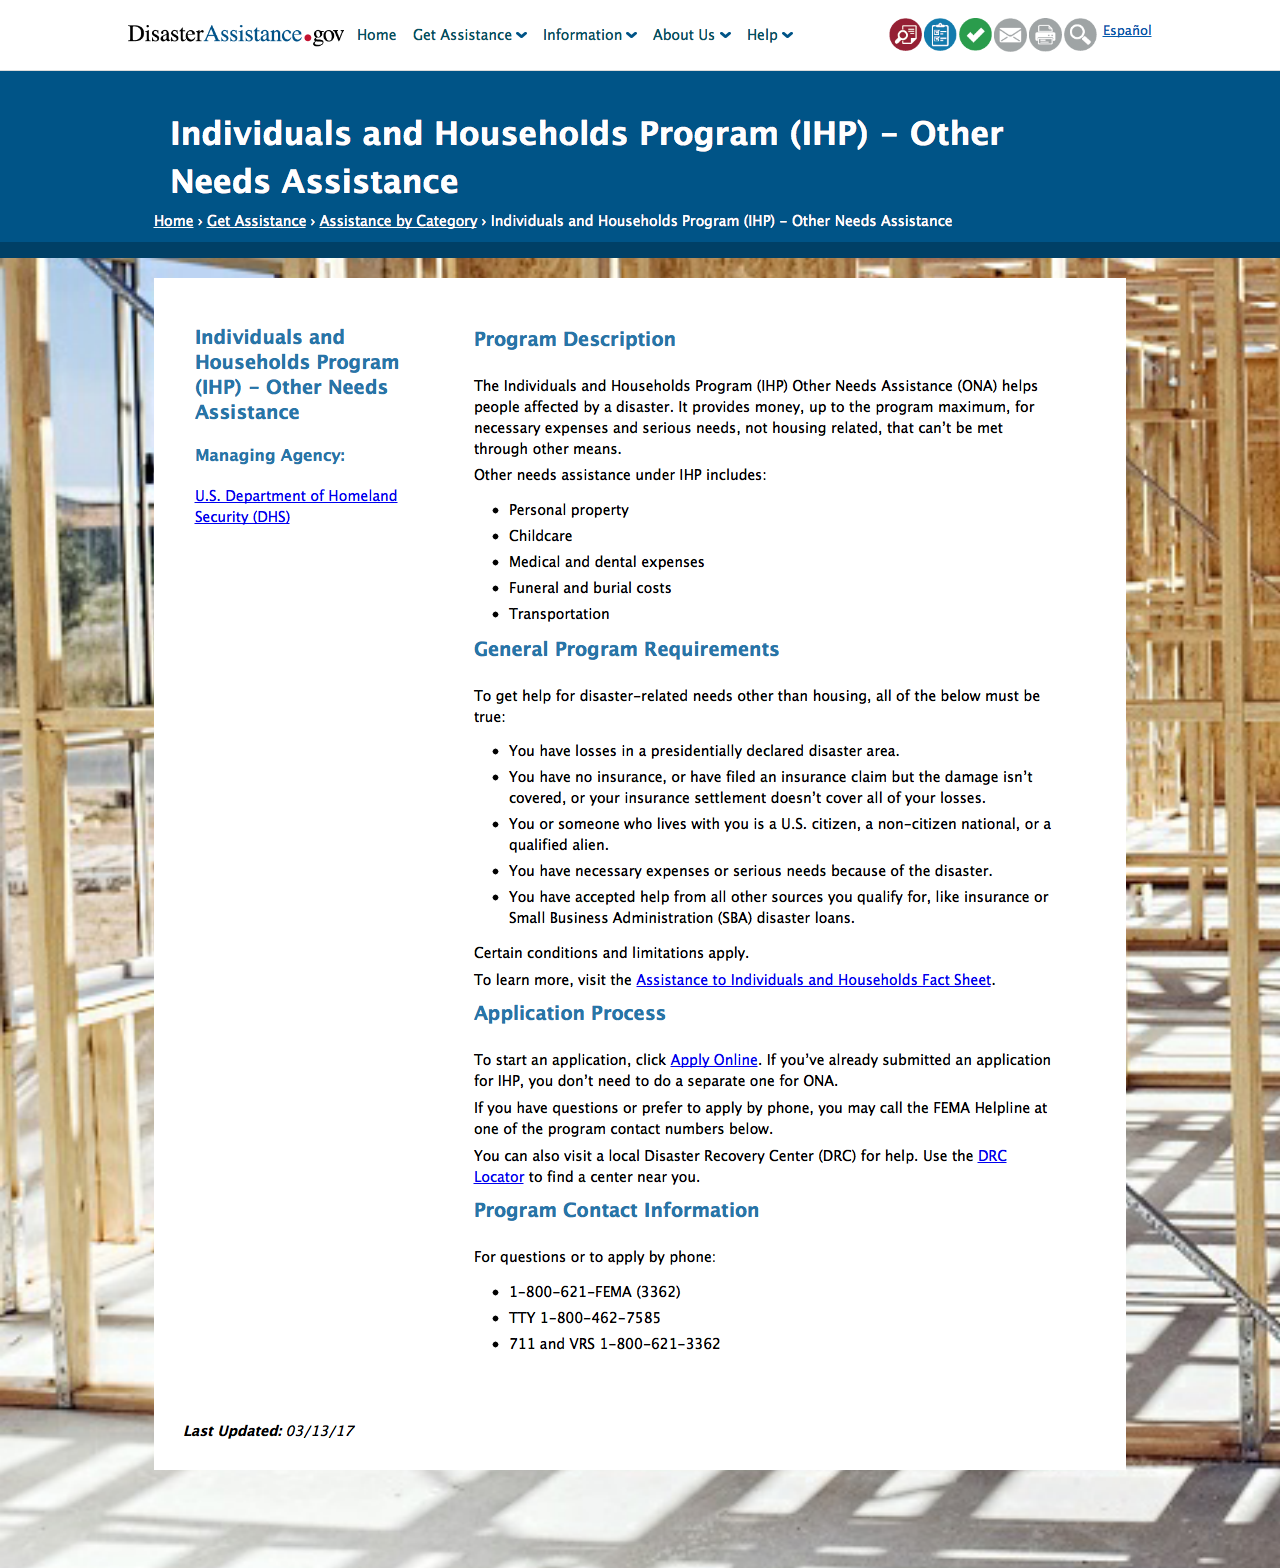 DisasterAssistance.gov Home Get Assistance Information About Us Help Español
Individuals and Households Program (IHP) – Other
Needs Assistance
Home › Get Assistance › Assistance by Category › Individuals and Households Program (IHP) – Other Needs Assistance
Individuals and
Households Program
(IHP) – Other Needs
Assistance
Managing Agency:
U.S. Department of Homeland
Security (DHS)
Program Description
The Individuals and Households Program (IHP) Other Needs Assistance (ONA) helps
people affected by a disaster. It provides money, up to the program maximum, for
necessary expenses and serious needs, not housing related, that can’t be met
through other means.
Other needs assistance under IHP includes:
• Personal property
• Childcare
• Medical and dental expenses
• Funeral and burial costs
• Transportation
General Program Requirements
To get help for disaster-related needs other than housing, all of the below must be
true:
• You have losses in a presidentially declared disaster area.
• You have no insurance, or have filed an insurance claim but the damage isn’t
covered, or your insurance settlement doesn’t cover all of your losses.
• You or someone who lives with you is a U.S. citizen, a non-citizen national, or a
qualified alien.
• You have necessary expenses or serious needs because of the disaster.
• You have accepted help from all other sources you qualify for, like insurance or
Small Business Administration (SBA) disaster loans.
Certain conditions and limitations apply.
To learn more, visit the Assistance to Individuals and Households Fact Sheet.
Application Process
To start an application, click Apply Online. If you’ve already submitted an application
for IHP, you don’t need to do a separate one for ONA.
If you have questions or prefer to apply by phone, you may call the FEMA Helpline at
one of the program contact numbers below.
You can also visit a local Disaster Recovery Center (DRC) for help. Use the DRC
Locator to find a center near you.
Program Contact Information
For questions or to apply by phone:
• 1-800-621-FEMA (3362)
• TTY 1-800-462-7585
• 711 and VRS 1-800-621-3362
Last Updated: 03/13/17